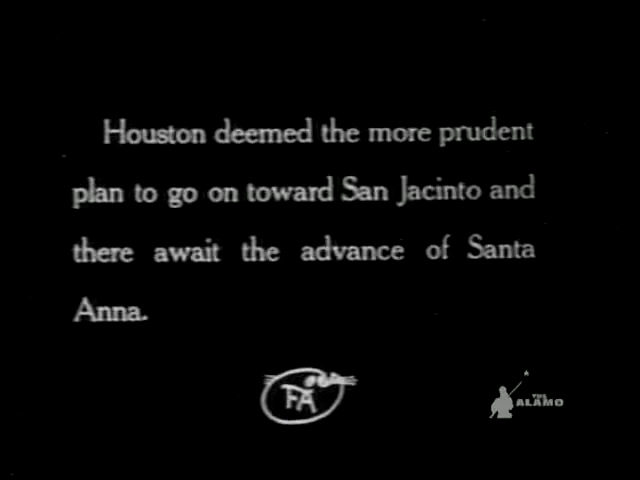 Houston deemed the more prudent
plan to go on toward San Jacinto and
there await the advance of Santa
Anna.
FA
THE
ALAMO